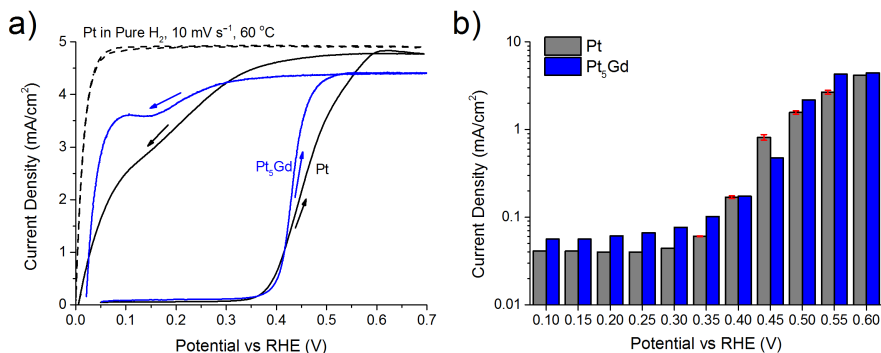 a)
Pt in Pure H₂, 10 mV s⁻¹, 60 °C
Current Density (mA/cm²)
5
4
3
2
1
0
Pt₅Gd
Pt
0.0 0.1 0.2 0.3 0.4 0.5 0.6 0.7
Potential vs RHE (V)
b)
Current Density (mA/cm²)
10
1
0.1
0.01
Pt
Pt₅Gd
0.10 0.15 0.20 0.25 0.30 0.35 0.40 0.45 0.50 0.55 0.60
Potential vs RHE (V)